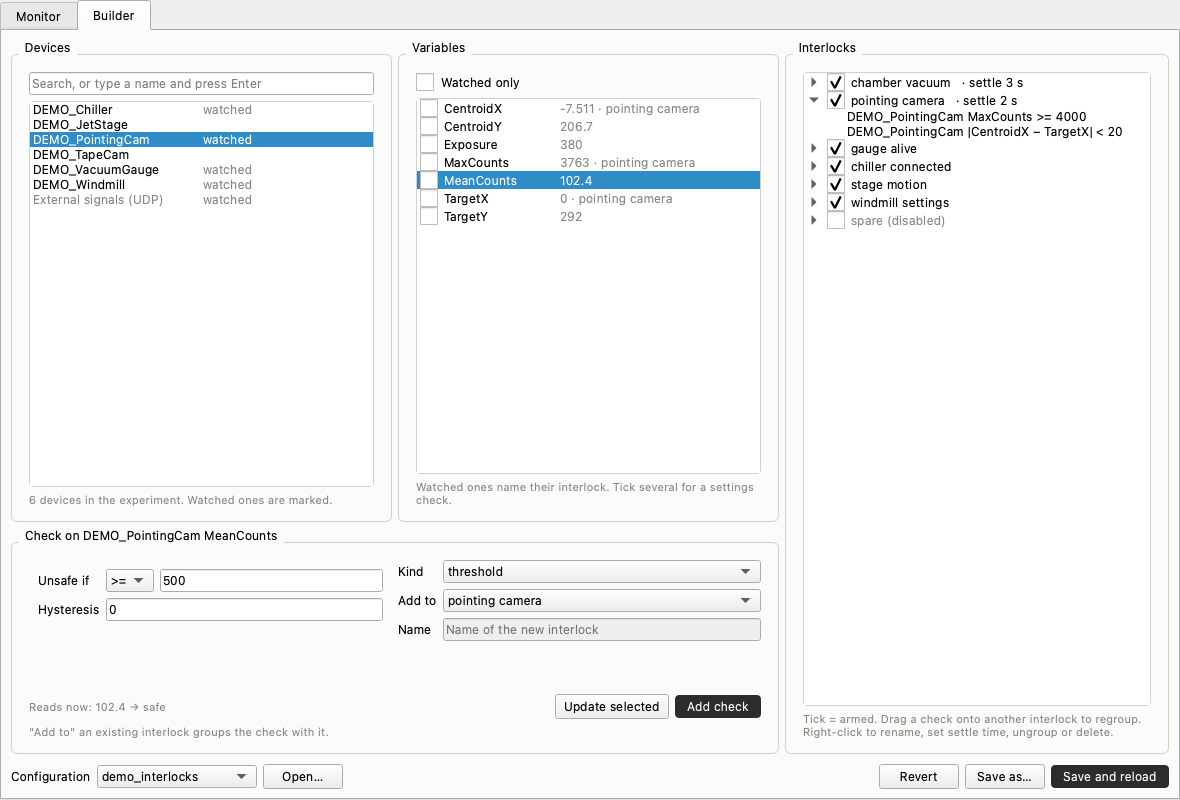 Monitor
Builder
Devices
Search, or type a name and press Enter
DEMO_Chiller watched
DEMO_JetStage
DEMO_PointingCam watched
DEMO_TapeCam
DEMO_VacuumGauge watched
DEMO_Windmill watched
External signals (UDP) watched
6 devices in the experiment. Watched ones are marked.
Variables
Watched only
CentroidX -7.511 · pointing camera
CentroidY 206.7
Exposure 380
MaxCounts 3763 · pointing camera
MeanCounts 102.4
TargetX 0 · pointing camera
TargetY 292
Watched ones name their interlock. Tick several for a settings
check.
Interlocks
chamber vacuum · settle 3 s
pointing camera · settle 2 s
DEMO_PointingCam MaxCounts >= 4000
DEMO_PointingCam |CentroidX − TargetX| < 20
gauge alive
chiller connected
stage motion
windmill settings
spare (disabled)
Tick = armed. Drag a check onto another interlock to regroup.
Right-click to rename, set settle time, ungroup or delete.
Check on DEMO_PointingCam MeanCounts
Unsafe if >= 500
Hysteresis 0
Kind threshold
Add to pointing camera
Name Name of the new interlock
Reads now: 102.4 → safe
Update selected
Add check
"Add to" an existing interlock groups the check with it.
Configuration demo_interlocks Open...
Revert
Save as...
Save and reload